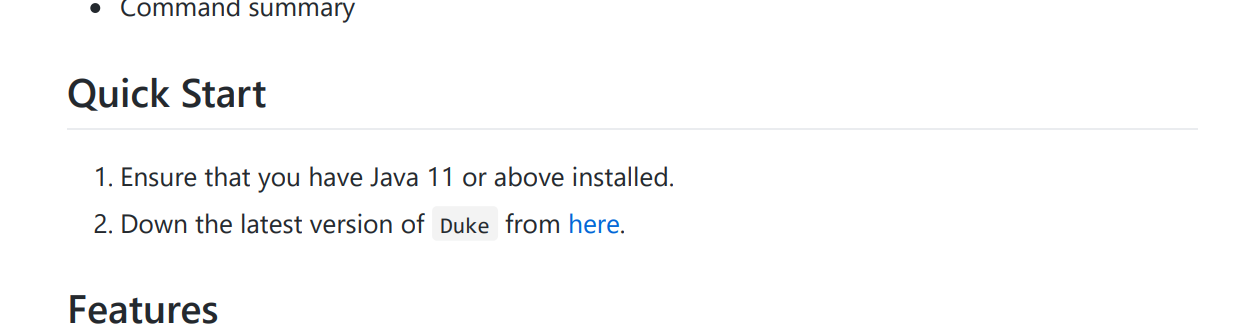 Command summary
Quick Start
1. Ensure that you have Java 11 or above installed.
2. Down the latest version of Duke from here.
Features